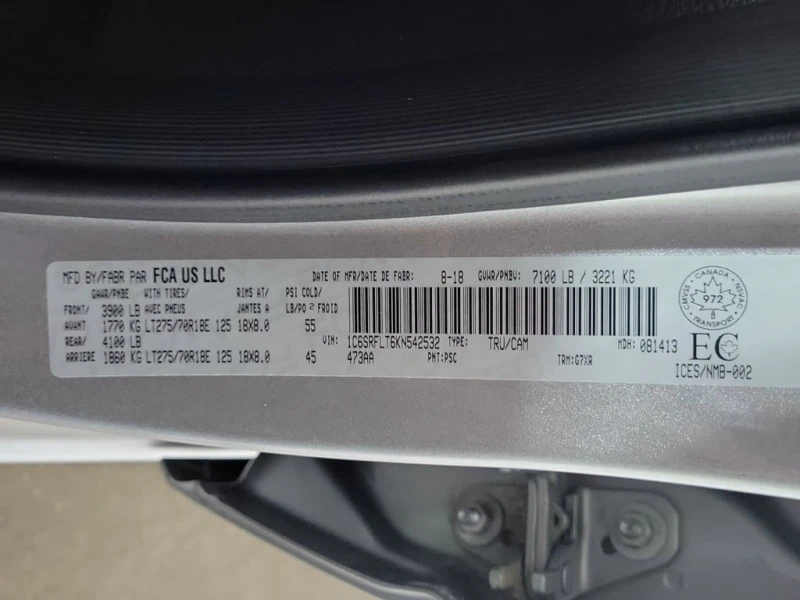 MFD BY/FABR PAR FCA US LLC DATE OF MFR/DATE DE FABR: 8-18 GVWR/PNBV: 7100 LB / 3221 KG
GAWR/PNBE WITH TIRES/ RIMS AT/ PSI COLD/
FRONT/ 3900 LB AVEC PNEUS JANTES A LB/PO² FROID
AVANT 1770 KG LT275/70R18E 125 18X8.0 55
REAR/ 4100 LB VIN: 1C6SRFLT6KN542532 TYPE: TRU/CAM MDH: 081413
ARRIERE 1860 KG LT275/70R18E 125 18X8.0 45 473AA PNT:PSC TRM:G7XR
CMVSS CANADA NSVAC
972
8
TRANSPORT
EC
ICES/NMB-002